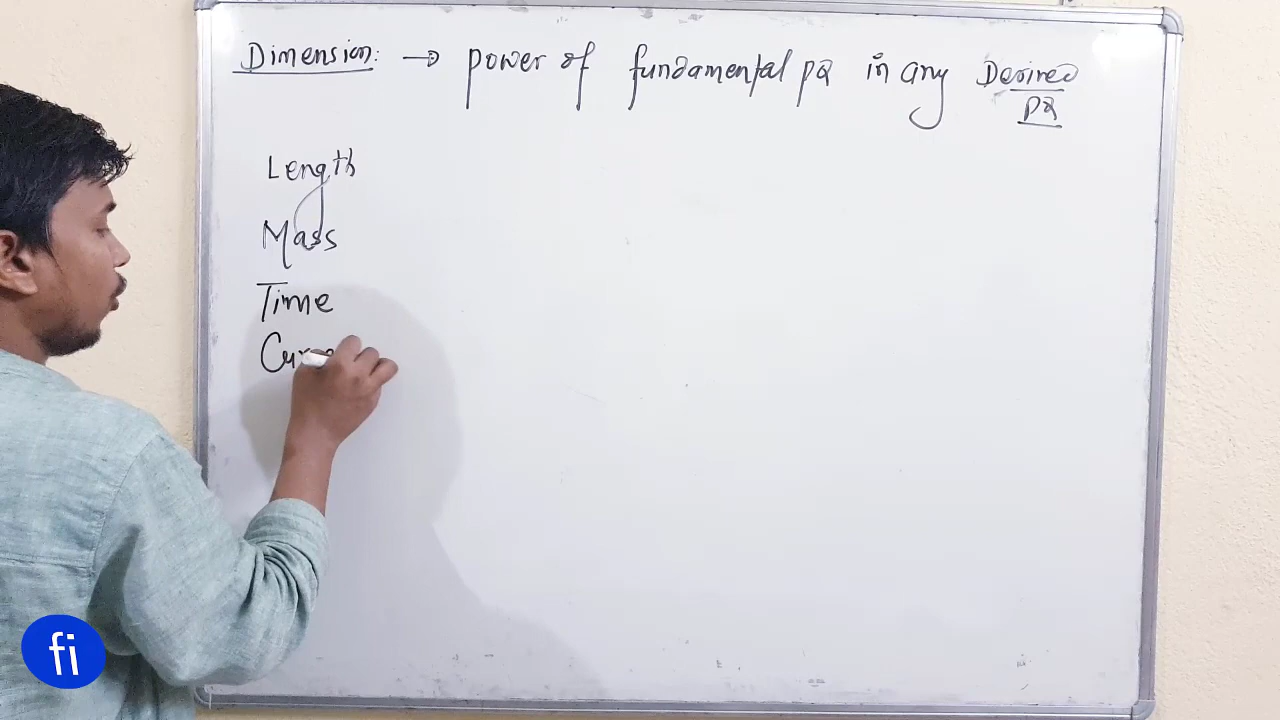 Dimension: → power of fundamental PQ in any Desired
PQ
Length
Mass
Time
fi